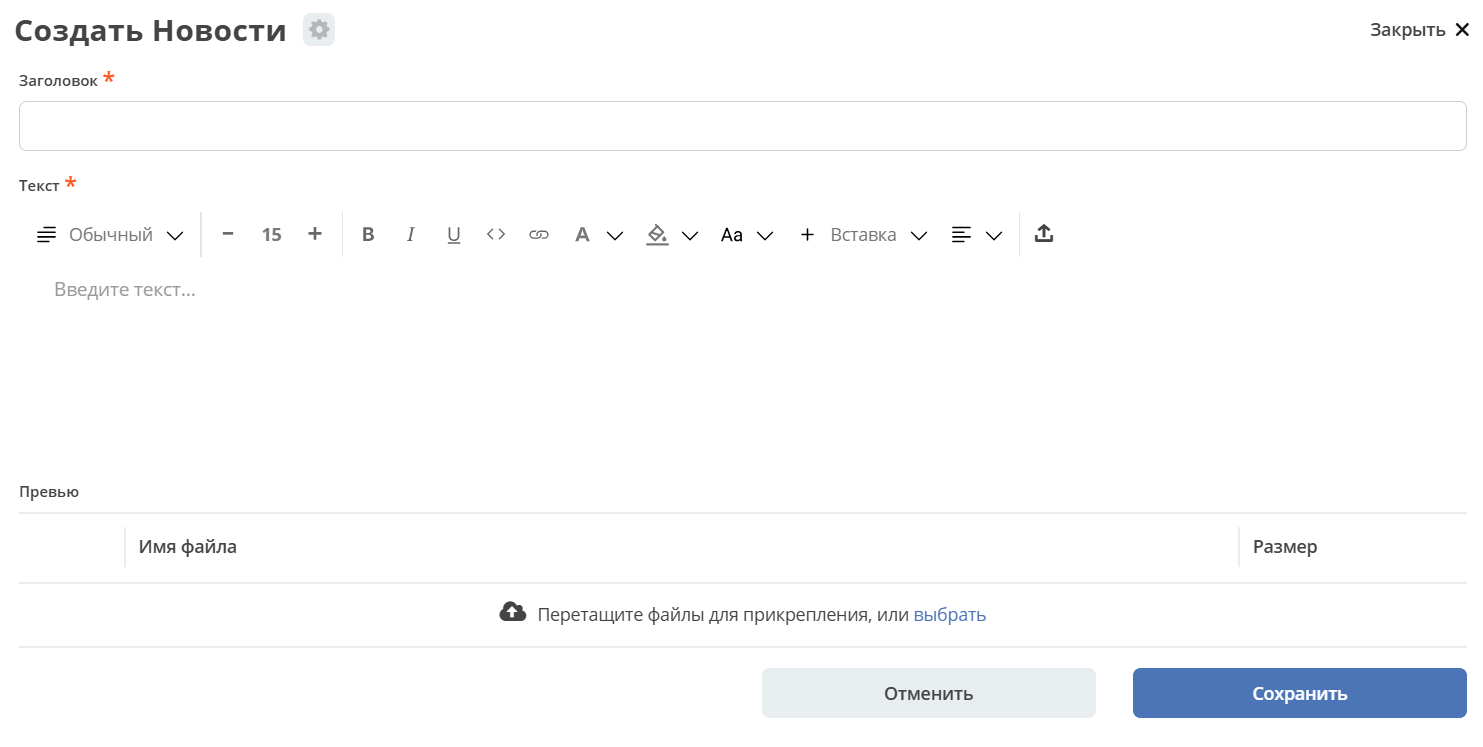 Создать Новости
Закрыть
Заголовок *
Текст *
Обычный − 15 + B I U <> A Aa + Вставка
Введите текст...
Превью
Имя файла Размер
Перетащите файлы для прикрепления, или выбрать
Отменить Сохранить